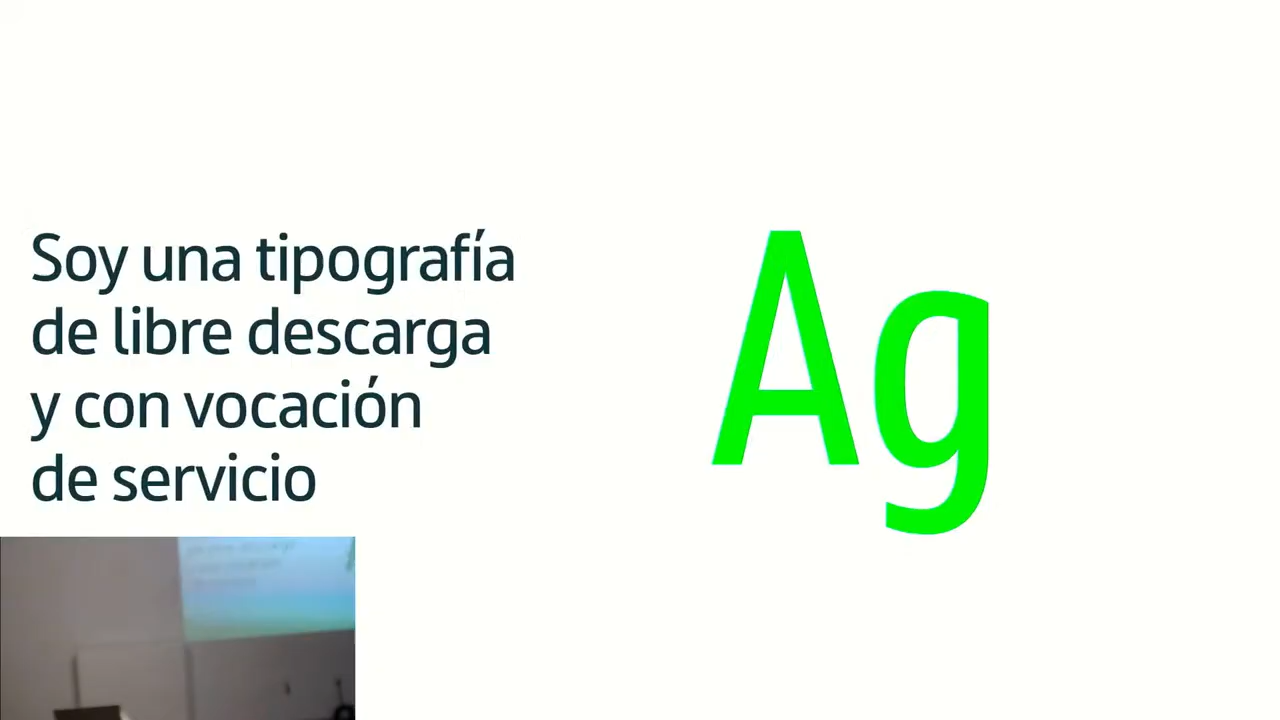 Soy una tipografía
de libre descarga
y con vocación
de servicio
Ag